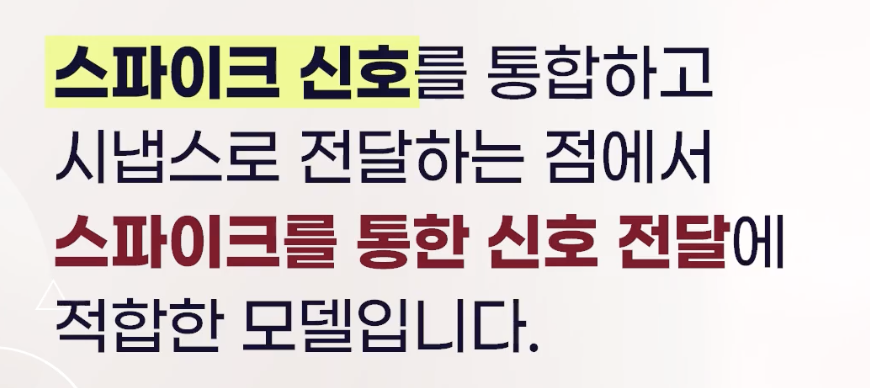 스파이크 신호를 통합하고
시냅스로 전달하는 점에서
스파이크를 통한 신호 전달에
적합한 모델입니다.